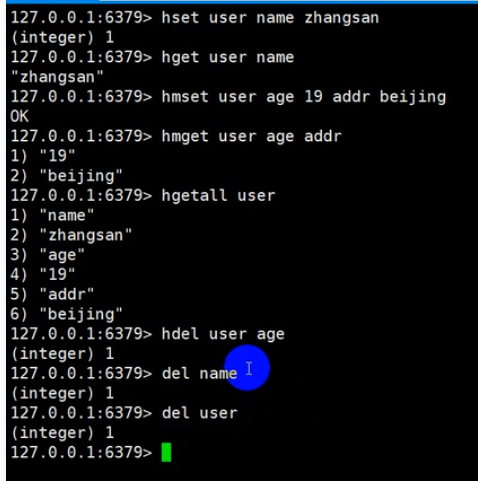 127.0.0.1:6379> hset user name zhangsan
(integer) 1
127.0.0.1:6379> hget user name
"zhangsan"
127.0.0.1:6379> hmset user age 19 addr beijing
OK
127.0.0.1:6379> hmget user age addr
1) "19"
2) "beijing"
127.0.0.1:6379> hgetall user
1) "name"
2) "zhangsan"
3) "age"
4) "19"
5) "addr"
6) "beijing"
127.0.0.1:6379> hdel user age
(integer) 1
127.0.0.1:6379> del name
(integer) 1
127.0.0.1:6379> del user
(integer) 1
127.0.0.1:6379>